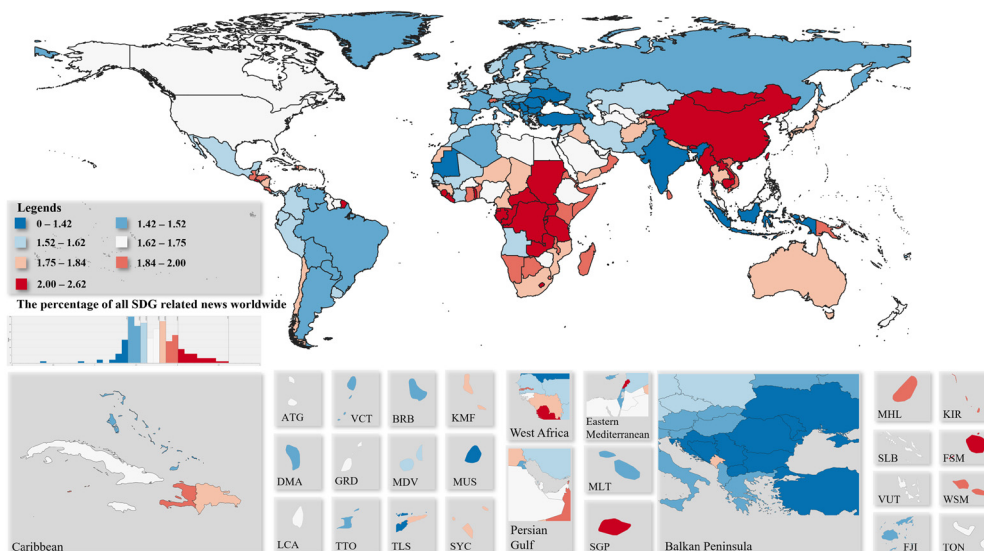 Legends
0 – 1.42
1.42 – 1.52
1.52 – 1.62
1.62 – 1.75
1.75 – 1.84
1.84 – 2.00
2.00 – 2.62
The percentage of all SDG related news worldwide
Caribbean
ATG
VCT
BRB
KMF
DMA
GRD
MDV
MUS
LCA
TTO
TLS
SYC
West Africa
Eastern
Mediterranean
Persian
Gulf
MLT
SGP
Balkan Peninsula
MHL
KIR
SLB
FSM
VUT
WSM
FJI
TON